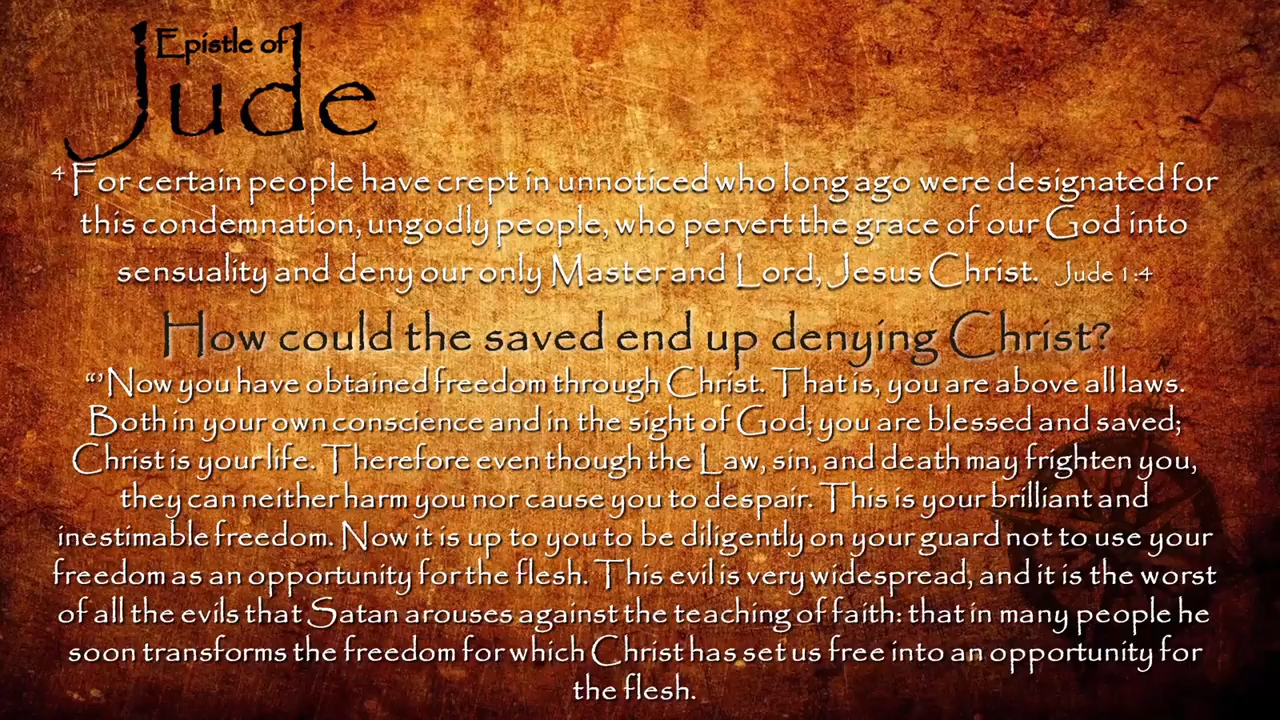 Epistle of
Jude
4 For certain people have crept in unnoticed who long ago were designated for
this condemnation, ungodly people, who pervert the grace of our God into
sensuality and deny our only Master and Lord, Jesus Christ. Jude 1:4
How could the saved end up denying Christ?
“’Now you have obtained freedom through Christ. That is, you are above all laws.
Both in your own conscience and in the sight of God; you are blessed and saved;
Christ is your life. Therefore even though the Law, sin, and death may frighten you,
they can neither harm you nor cause you to despair. This is your brilliant and
inestimable freedom. Now it is up to you to be diligently on your guard not to use your
freedom as an opportunity for the flesh. This evil is very widespread, and it is the worst
of all the evils that Satan arouses against the teaching of faith: that in many people he
soon transforms the freedom for which Christ has set us free into an opportunity for
the flesh.